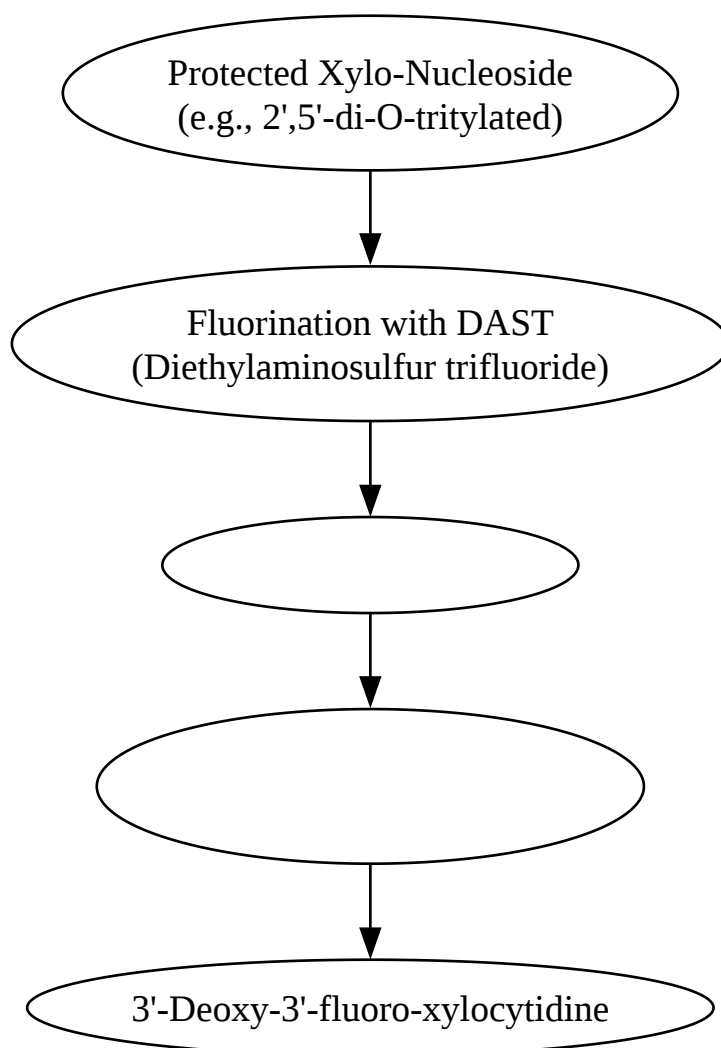 Protected Xylo-Nucleoside
(e.g., 2',5'-di-O-tritylated)
Fluorination with DAST
(Diethylaminosulfur trifluoride)
3'-Deoxy-3'-fluoro-xylocytidine